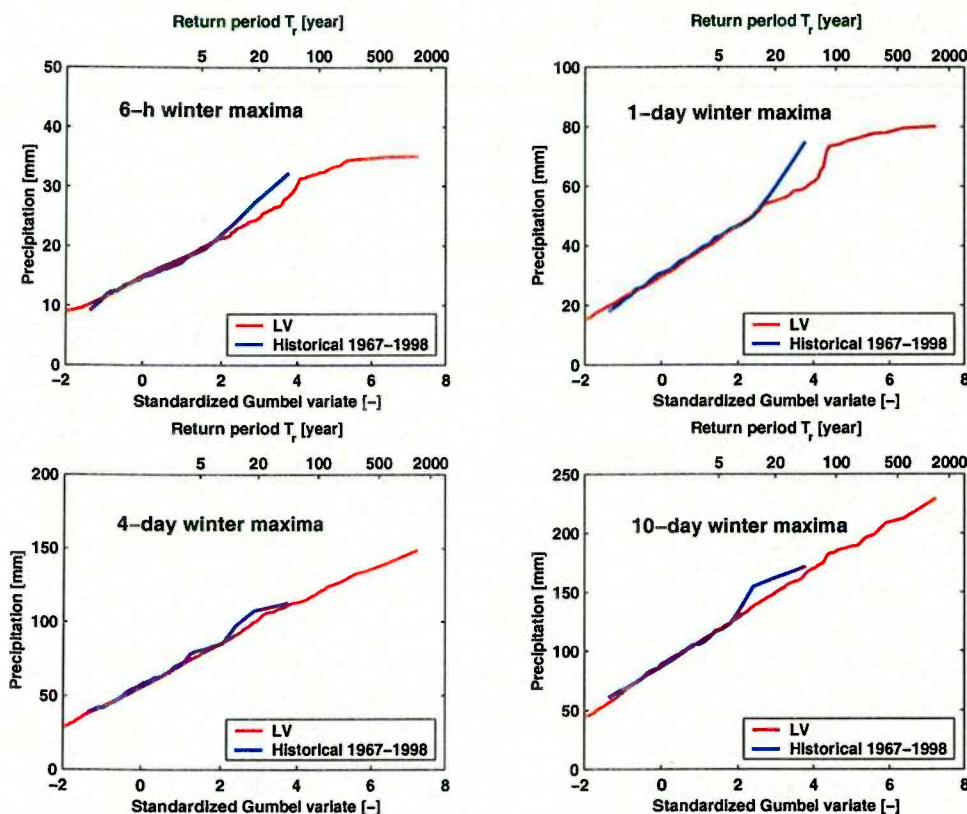 Return period T_r [year]
5 20 100 500 2000
50
40
30
20
10
0
Precipitation [mm]
6-h winter maxima
LV
Historical 1967-1998
-2 0 2 4 6 8
Standardized Gumbel variate [-]
Return period T_r [year]
5 20 100 500 2000
100
80
60
40
20
0
Precipitation [mm]
1-day winter maxima
LV
Historical 1967-1998
-2 0 2 4 6 8
Standardized Gumbel variate [-]
Return period T_r [year]
5 20 100 500 2000
200
150
100
50
0
Precipitation [mm]
4-day winter maxima
LV
Historical 1967-1998
-2 0 2 4 6 8
Standardized Gumbel variate [-]
Return period T_r [year]
5 20 100 500 2000
250
200
150
100
50
0
Precipitation [mm]
10-day winter maxima
LV
Historical 1967-1998
-2 0 2 4 6 8
Standardized Gumbel variate [-]